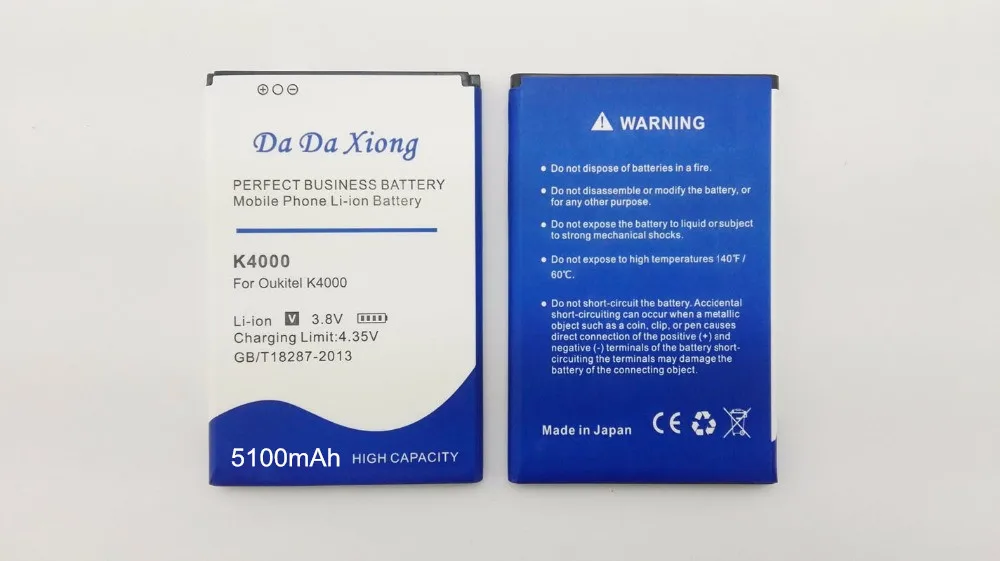 ⊕ ○ ⊖
Da Da Xiong
PERFECT BUSINESS BATTERY
Mobile Phone Li-ion Battery
K4000
For Oukitel K4000
Li-ion V 3.8V
Charging Limit:4.35V
GB/T18287-2013
5100mAh HIGH CAPACITY
WARNING
• Do not dispose of batteries in a fire.
• Do not disassemble or modify the battery, or
for any other purpose.
• Do not expose the battery to liquid or subject
to strong mechanical shocks.
• Do not expose to high temperatures 140℉ /
60℃.
• Do not short-circuit the battery. Accidental
short-circuiting can occur when a metallic
object such as a coin, clip, or pen causes
direct connection of the positive (+) and
negative (-) terminals of the battery short-
circuiting the terminals may damage the
battery of the connecting object.
Made in Japan CE